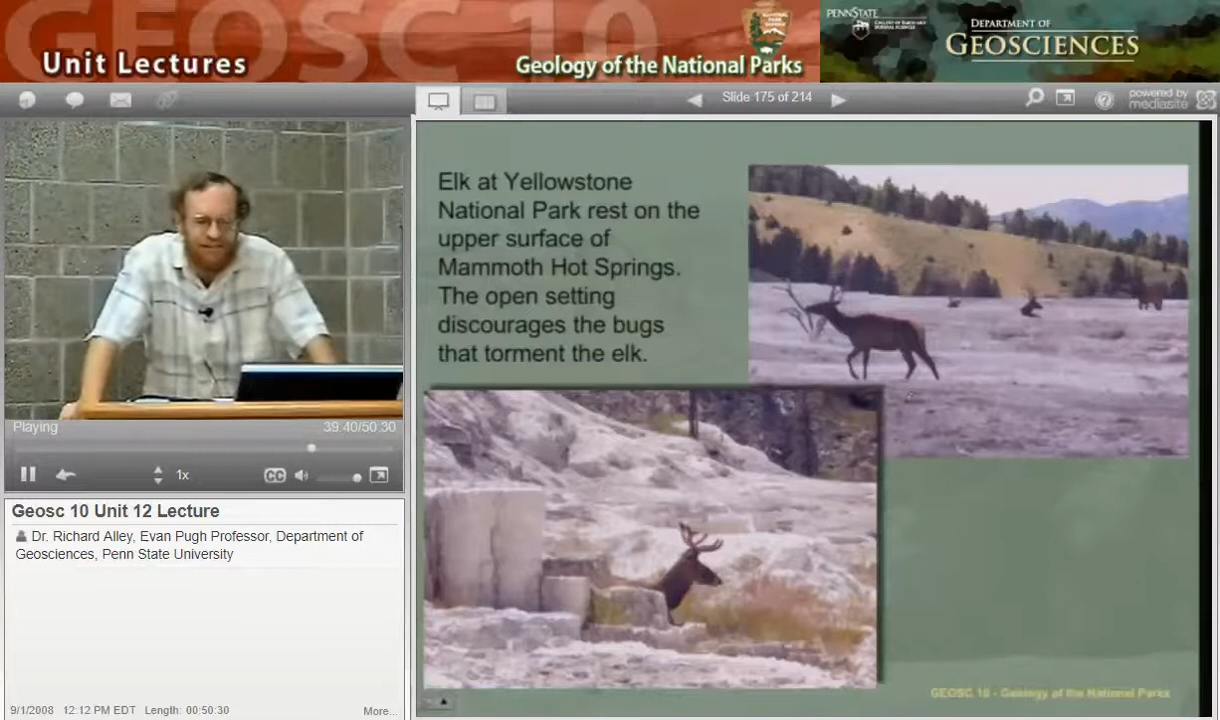 GEOSC 10
Unit Lectures
Geology of the National Parks
PENNSTATE
DEPARTMENT OF
GEOSCIENCES
Slide 175 of 214
powered by
mediasite
Elk at Yellowstone
National Park rest on the
upper surface of
Mammoth Hot Springs.
The open setting
discourages the bugs
that torment the elk.
Playing
39:40/50:30
1x
CC
Geosc 10 Unit 12 Lecture
Dr. Richard Alley, Evan Pugh Professor, Department of
Geosciences, Penn State University
9/1/2008 12:12 PM EDT Length: 00:50:30
More...
GEOSC 10 - Geology of the National Parks